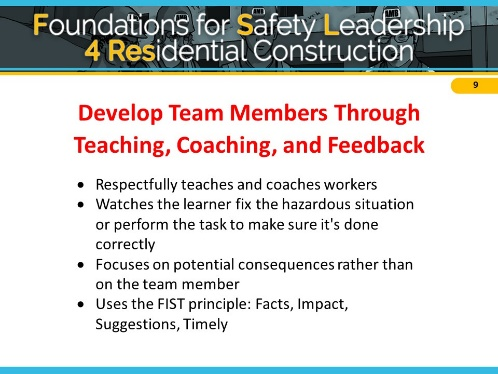 Foundations for Safety Leadership
4 Residential Construction
9
Develop Team Members Through
Teaching, Coaching, and Feedback
• Respectfully teaches and coaches workers
• Watches the learner fix the hazardous situation
or perform the task to make sure it's done
correctly
• Focuses on potential consequences rather than
on the team member
• Uses the FIST principle: Facts, Impact,
Suggestions, Timely